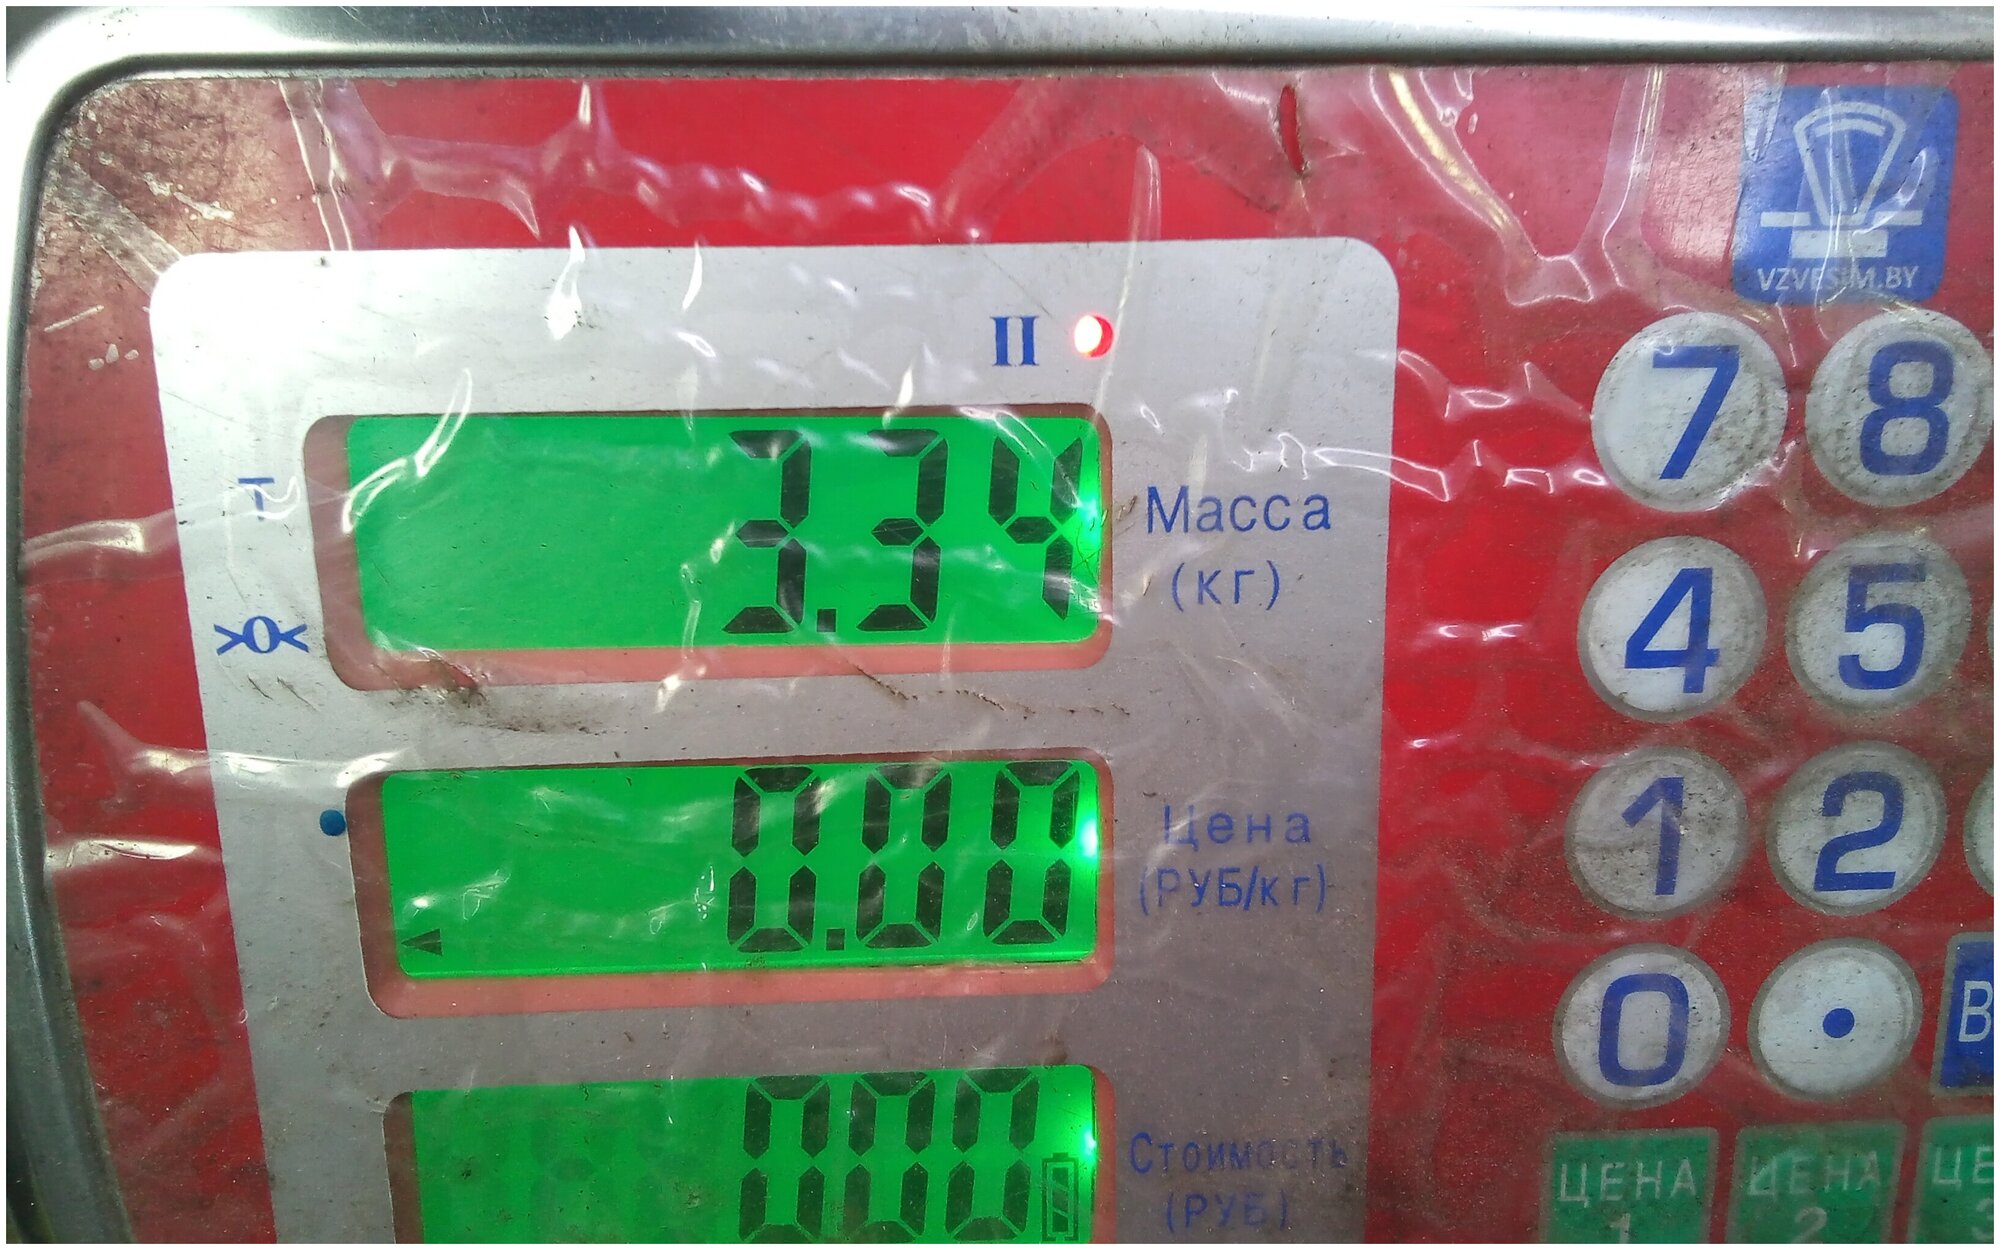 VZVESIM.BY
II
T
3.34
Масса
(кг)
>0<
0.00
Цена
(РУБ/кг)
000
Стоимость
(РУБ)
7 8
4 5
1 2
0 .
ЦЕНА
1
ЦЕНА
2